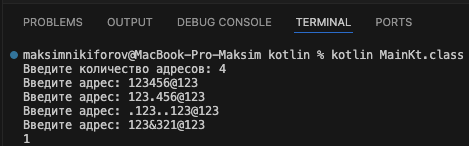 PROBLEMS OUTPUT DEBUG CONSOLE TERMINAL PORTS
maksimnikiforov@MacBook-Pro-Maksim kotlin % kotlin MainKt.class
Введите количество адресов: 4
Введите адрес: 123456@123
Введите адрес: 123.456@123
Введите адрес: .123..123@123
Введите адрес: 123&321@123
1